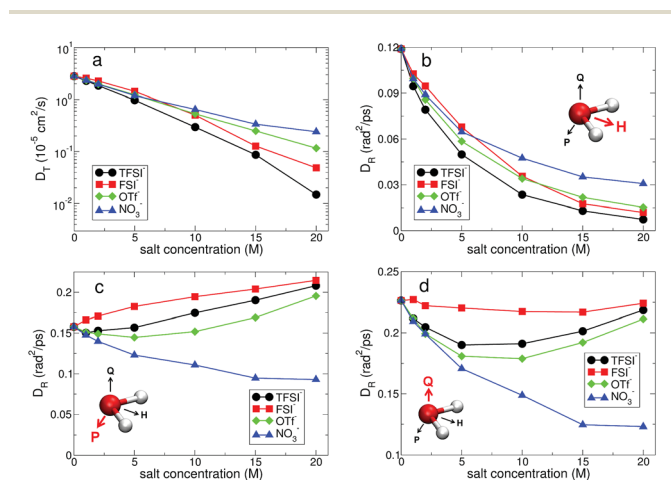 a
10¹
10⁰
10⁻¹
10⁻²
D_T (10⁻⁵ cm²/s)
TFSI⁻
FSI⁻
OTf⁻
NO₃⁻
0 5 10 15 20
salt concentration (M)
b
0.12
0.09
0.06
0.03
0
D_R (rad²/ps)
Q
H
P
TFSI⁻
FSI⁻
OTf⁻
NO₃⁻
0 5 10 15 20
salt concentration (M)
c
0.2
0.15
0.1
0.05
0
D_R (rad²/ps)
Q
H
P
TFSI⁻
FSI⁻
OTf⁻
NO₃⁻
0 5 10 15 20
salt concentration (M)
d
0.25
0.2
0.15
0.1
D_R (rad²/ps)
Q
H
P
TFSI⁻
FSI⁻
OTf⁻
NO₃⁻
0 5 10 15 20
salt concentration (M)